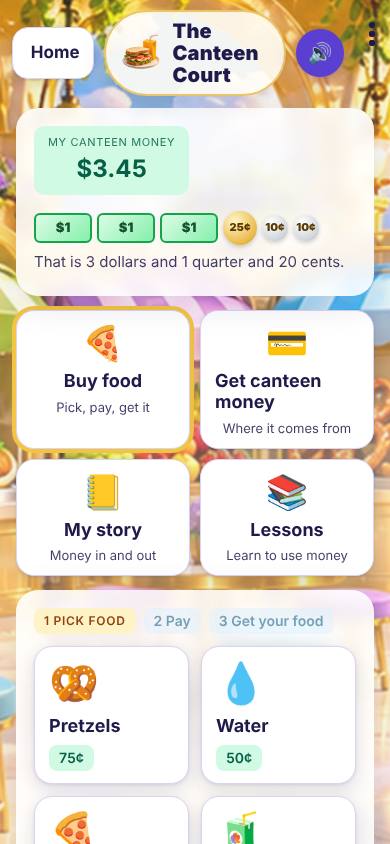 Home
The
Canteen
Court
MY CANTEEN MONEY
$3.45
$1 $1 $1 25¢ 10¢ 10¢
That is 3 dollars and 1 quarter and 20 cents.
Buy food
Pick, pay, get it
Get canteen
money
Where it comes from
My story
Money in and out
Lessons
Learn to use money
1 PICK FOOD 2 Pay 3 Get your food
Pretzels
75¢
Water
50¢